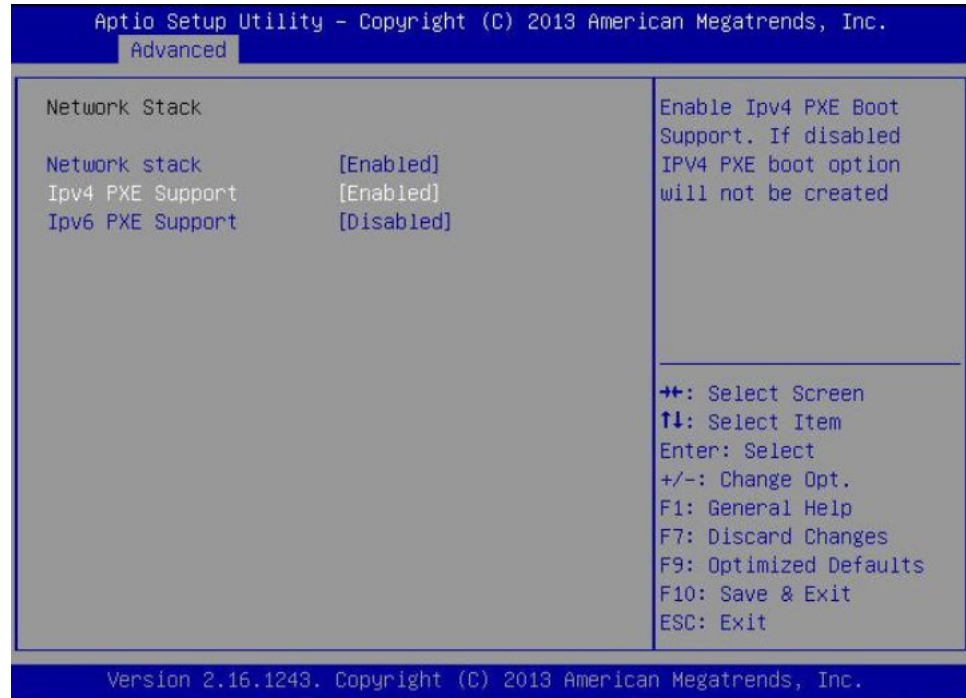 Aptio Setup Utility – Copyright (C) 2013 American Megatrends, Inc.
Advanced
Network Stack
Network stack [Enabled]
Ipv4 PXE Support [Enabled]
Ipv6 PXE Support [Disabled]
Enable Ipv4 PXE Boot
Support. If disabled
IPV4 PXE boot option
will not be created
→←: Select Screen
↑↓: Select Item
Enter: Select
+/-: Change Opt.
F1: General Help
F7: Discard Changes
F9: Optimized Defaults
F10: Save & Exit
ESC: Exit
Version 2.16.1243. Copyright (C) 2013 American Megatrends, Inc.